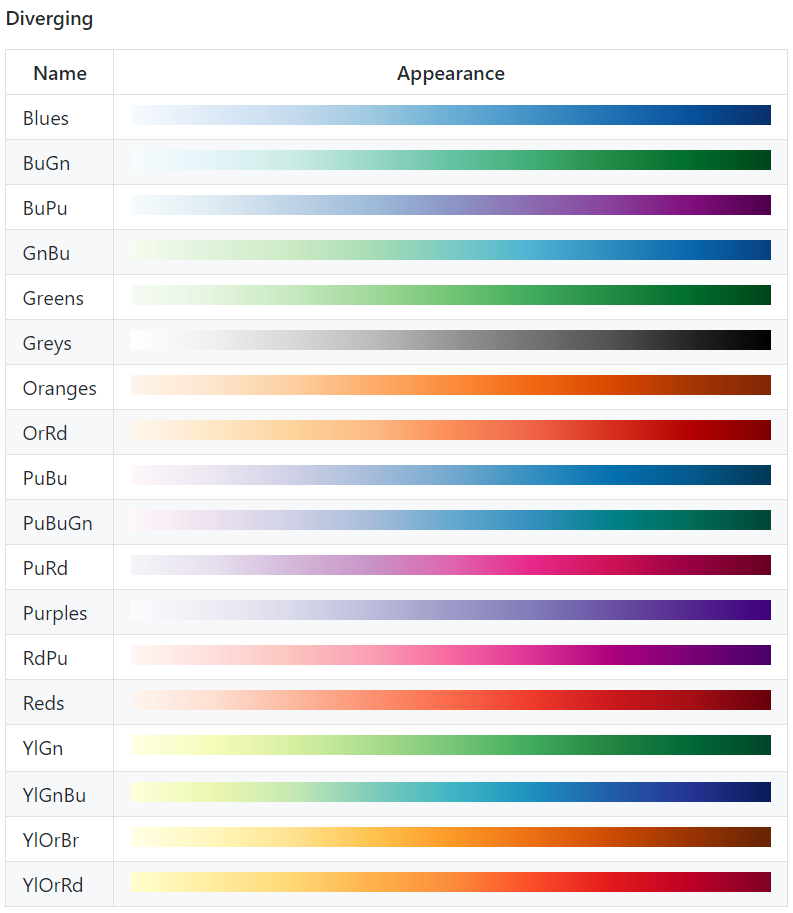 Diverging
Name Appearance
Blues
BuGn
BuPu
GnBu
Greens
Greys
Oranges
OrRd
PuBu
PuBuGn
PuRd
Purples
RdPu
Reds
YlGn
YlGnBu
YlOrBr
YlOrRd